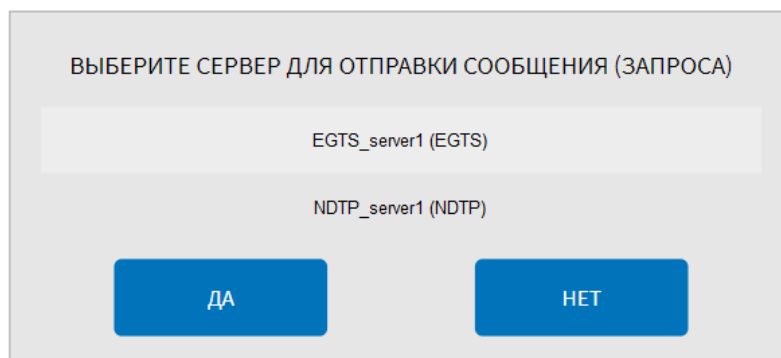 ВЫБЕРИТЕ СЕРВЕР ДЛЯ ОТПРАВКИ СООБЩЕНИЯ (ЗАПРОСА)
EGTS_server1 (EGTS)
NDTP_server1 (NDTP)
ДА НЕТ